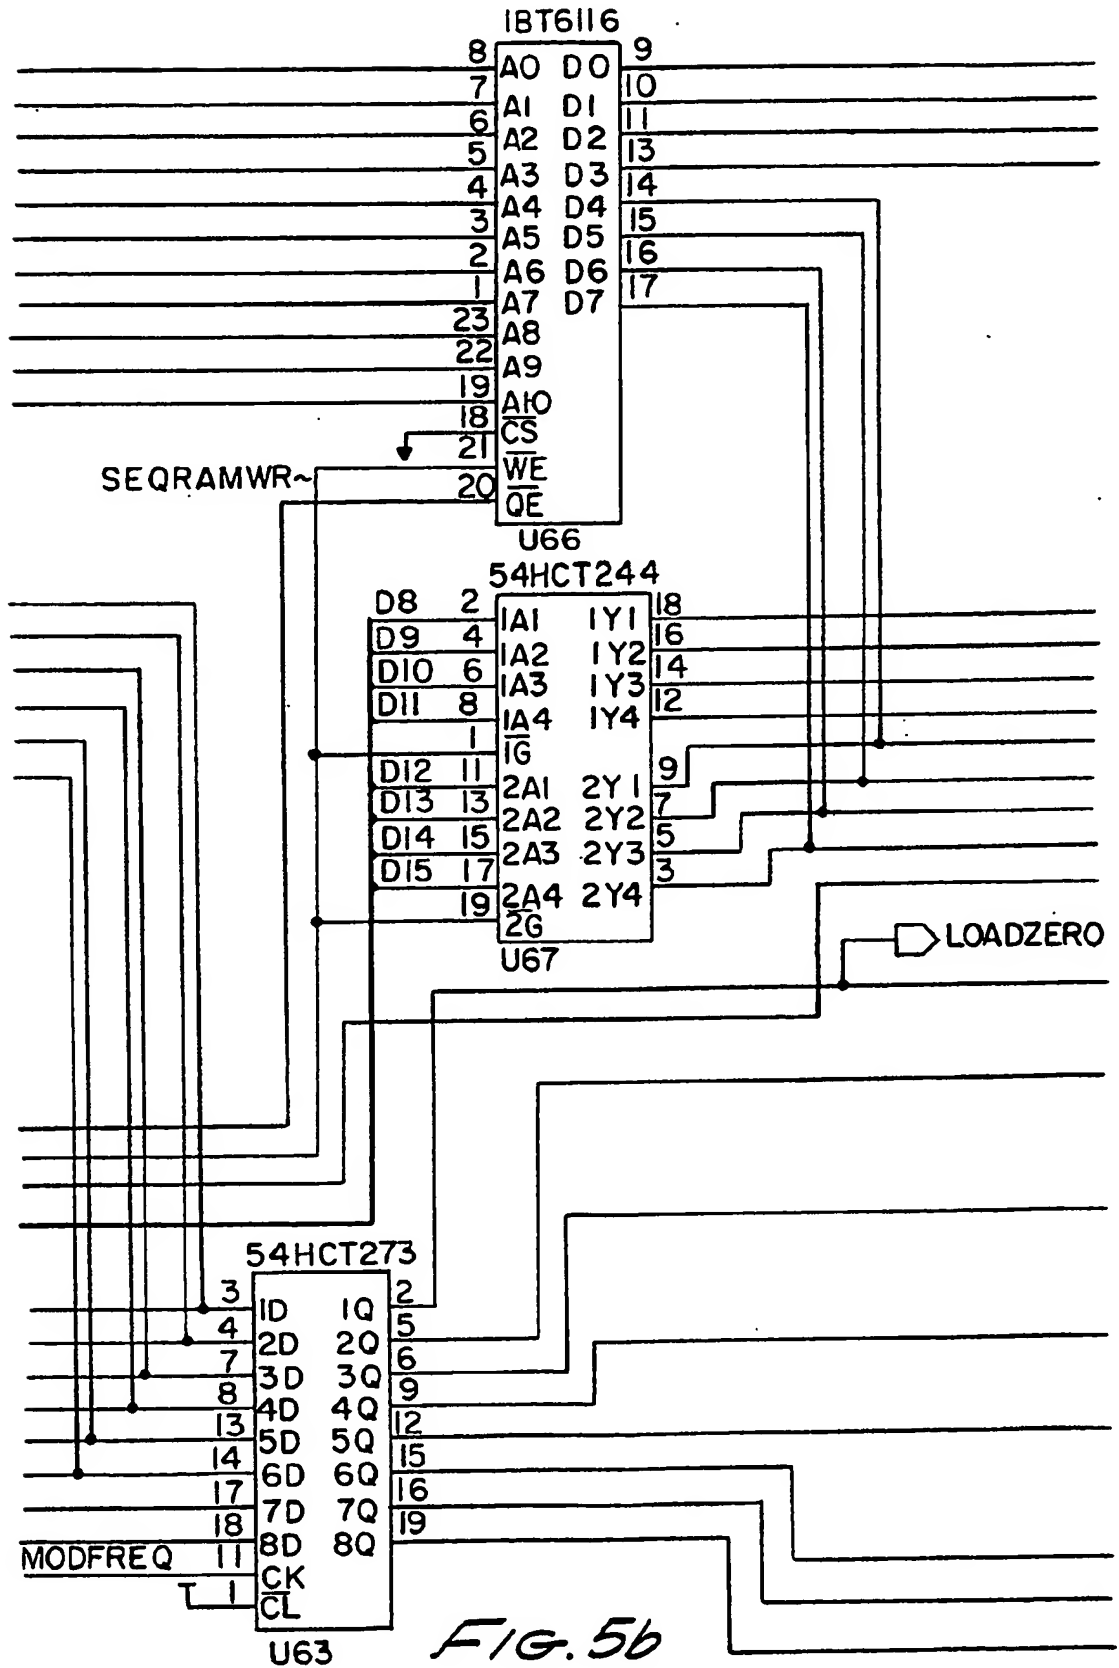 IBT6116
8 A0 D0 9
7 A1 D1 10
6 A2 D2 11
5 A3 D3 13
4 A4 D4 14
3 A5 D5 15
2 A6 D6 16
1 A7 D7 17
23 A8
22 A9
19 A10
18 CS
21 WE
SEQRAMWR~
20 QE
U66
54HCT244
D8 2 1A1 1Y1 18
D9 4 1A2 1Y2 16
D10 6 1A3 1Y3 14
D11 8 1A4 1Y4 12
1 1G
D12 11 2A1 2Y1 9
D13 13 2A2 2Y2 7
D14 15 2A3 2Y3 5
D15 17 2A4 2Y4 3
19 2G
U67
LOADZERO
54HCT273
3 1D 1Q 2
4 2D 2Q 5
7 3D 3Q 6
8 4D 4Q 9
13 5D 5Q 12
14 6D 6Q 15
17 7D 7Q 16
18 8D 8Q 19
MODFREQ 11 CK
1 CL
U63
FIG. 5b